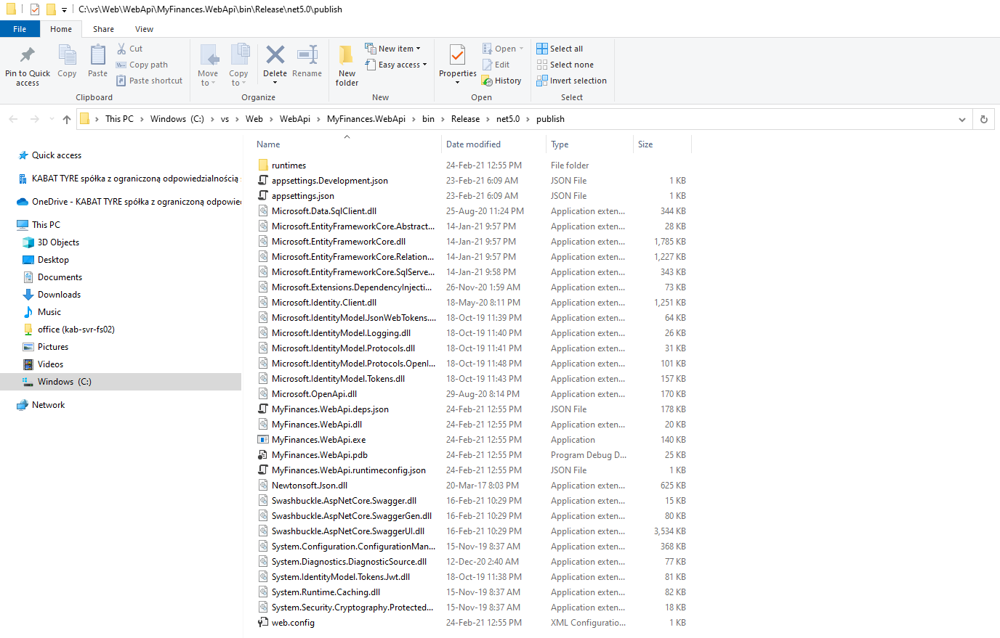 C:\vs\Web\WebApi\MyFinances.WebApi\bin\Release\net5.0\publish
File Home Share View
Pin to Quick access
Copy
Paste
Cut
Copy path
Paste shortcut
Clipboard
Move to
Copy to
Delete
Rename
Organize
New folder
New item
Easy access
New
Properties
Open
Edit
History
Open
Select all
Select none
Invert selection
Select
This PC Windows (C:) vs Web WebApi MyFinances.WebApi bin Release net5.0 publish
Quick access
KABAT TYRE spółka z ograniczoną odpowiedzialnością
OneDrive - KABAT TYRE spółka z ograniczoną odpowie
This PC
3D Objects
Desktop
Documents
Downloads
Music
office (kab-svr-fs02)
Pictures
Videos
Windows (C:)
Network
Name Date modified Type Size
runtimes 24-Feb-21 12:55 PM File folder
appsettings.Development.json 23-Feb-21 6:09 AM JSON File 1 KB
appsettings.json 23-Feb-21 6:09 AM JSON File 1 KB
Microsoft.Data.SqlClient.dll 25-Aug-20 11:24 PM Application exten... 344 KB
Microsoft.EntityFrameworkCore.Abstract... 14-Jan-21 9:57 PM Application exten... 28 KB
Microsoft.EntityFrameworkCore.dll 14-Jan-21 9:57 PM Application exten... 1,785 KB
Microsoft.EntityFrameworkCore.Relation... 14-Jan-21 9:57 PM Application exten... 1,227 KB
Microsoft.EntityFrameworkCore.SqlServe... 14-Jan-21 9:58 PM Application exten... 343 KB
Microsoft.Extensions.DependencyInjecti... 26-Nov-20 1:59 AM Application exten... 73 KB
Microsoft.Identity.Client.dll 18-May-20 8:11 PM Application exten... 1,251 KB
Microsoft.IdentityModel.JsonWebTokens.... 18-Oct-19 11:39 PM Application exten... 64 KB
Microsoft.IdentityModel.Logging.dll 18-Oct-19 11:40 PM Application exten... 26 KB
Microsoft.IdentityModel.Protocols.dll 18-Oct-19 11:41 PM Application exten... 31 KB
Microsoft.IdentityModel.Protocols.OpenI... 18-Oct-19 11:48 PM Application exten... 101 KB
Microsoft.IdentityModel.Tokens.dll 18-Oct-19 11:43 PM Application exten... 157 KB
Microsoft.OpenApi.dll 29-Aug-20 8:14 PM Application exten... 170 KB
MyFinances.WebApi.deps.json 24-Feb-21 12:55 PM JSON File 178 KB
MyFinances.WebApi.dll 24-Feb-21 12:55 PM Application exten... 20 KB
MyFinances.WebApi.exe 24-Feb-21 12:55 PM Application 140 KB
MyFinances.WebApi.pdb 24-Feb-21 12:55 PM Program Debug D... 25 KB
MyFinances.WebApi.runtimeconfig.json 24-Feb-21 12:55 PM JSON File 1 KB
Newtonsoft.Json.dll 20-Mar-17 8:03 PM Application exten... 625 KB
Swashbuckle.AspNetCore.Swagger.dll 16-Feb-21 10:29 PM Application exten... 15 KB
Swashbuckle.AspNetCore.SwaggerGen.dll 16-Feb-21 10:29 PM Application exten... 80 KB
Swashbuckle.AspNetCore.SwaggerUI.dll 16-Feb-21 10:29 PM Application exten... 3,534 KB
System.Configuration.ConfigurationMan... 15-Nov-19 8:37 AM Application exten... 368 KB
System.Diagnostics.DiagnosticSource.dll 12-Dec-20 2:40 AM Application exten... 77 KB
System.IdentityModel.Tokens.Jwt.dll 18-Oct-19 11:38 PM Application exten... 81 KB
System.Runtime.Caching.dll 15-Nov-19 8:37 AM Application exten... 82 KB
System.Security.Cryptography.Protected... 15-Nov-19 8:37 AM Application exten... 18 KB
web.config 24-Feb-21 12:55 PM XML Configuratio... 1 KB